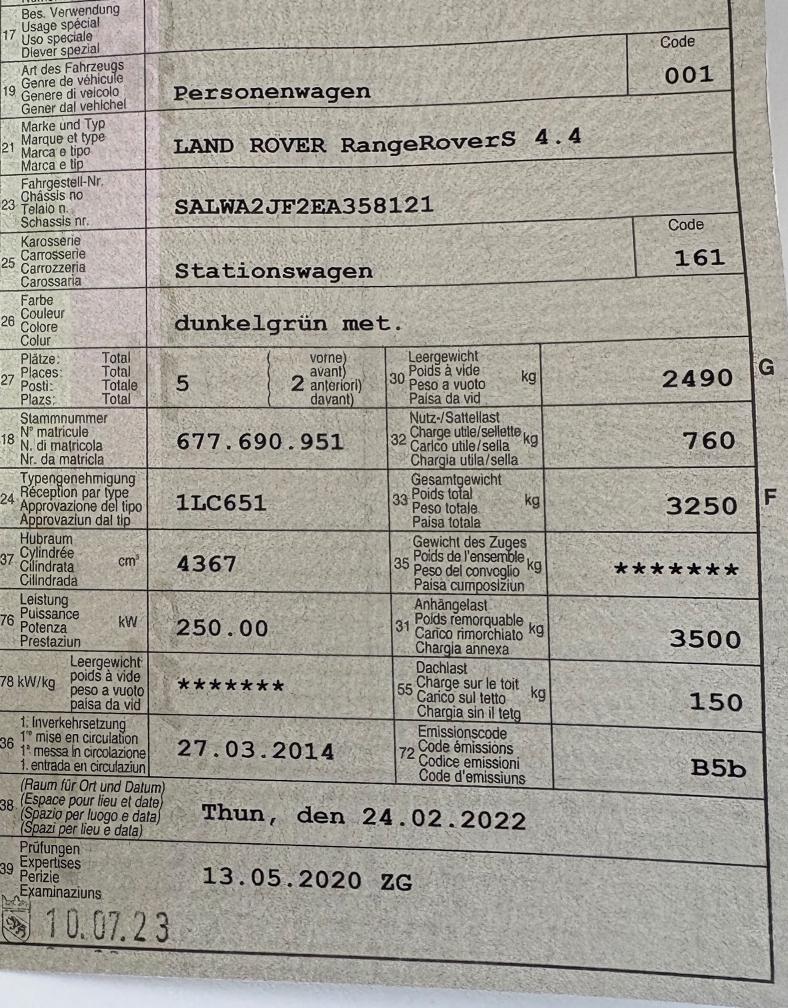 17 Bes. Verwendung
Usage spécial
Uso speciale
Diever spezial
19 Art des Fahrzeugs
Genre de véhicule
Genere di veicolo
Gener dal vehichel
Personenwagen
Code
001
21 Marke und Typ
Marque et type
Marca e tipo
Marca e tip
LAND ROVER RangeRoverS 4.4
23 Fahrgestell-Nr.
Châssis no
Telaio n.
Schassis nr.
SALWA2JF2EA358121
25 Karosserie
Carrosserie
Carrozzeria
Carossaria
Stationswagen
Code
161
26 Farbe
Couleur
Colore
Colur
dunkelgrün met.
27 Plätze: Total
Places: Total
Posti: Totale
Plazs: Total
5
( vorne)
( avant)
2 anteriori)
( davant)
30 Leergewicht
Poids à vide
Peso a vuoto
Paisa da vid
kg
2490
G
18 Stammnummer
N° matricule
N. di matricola
Nr. da matricla
677.690.951
32 Nutz-/Sattellast
Charge utile/sellette
Carico utile/sella
Chargia utila/sella
kg
760
24 Typengenehmigung
Réception par type
Approvazione del tipo
Approvaziun dal tip
1LC651
33 Gesamtgewicht
Poids total
Peso totale
Paisa totala
kg
3250
F
37 Hubraum
Cylindrée
Cilindrata
Cilindrada
cm³
4367
35 Gewicht des Zuges
Poids de l'ensemble
Peso del convoglio
Paisa cumposiziun
kg
*******
76 Leistung
Puissance
Potenza
Prestaziun
kW
250.00
31 Anhängelast
Poids remorquable
Carico rimorchiato
Chargia annexa
kg
3500
78 kW/kg
Leergewicht
poids à vide
peso a vuoto
paisa da vid
*******
55 Dachlast
Charge sur le toit
Carico sul tetto
Chargia sin il tetg
kg
150
36 1. Inverkehrsetzung
1re mise en circulation
1a messa in circolazione
1. entrada en circulaziun
27.03.2014
72 Emissionscode
Code émissions
Codice emissioni
Code d'emissiuns
B5b
38 (Raum für Ort und Datum)
(Espace pour lieu et date)
(Spazio per luogo e data)
(Spazi per lieu e data)
Thun, den 24.02.2022
39 Prüfungen
Expertises
Perizie
Examinaziuns
13.05.2020 ZG
10.07.23